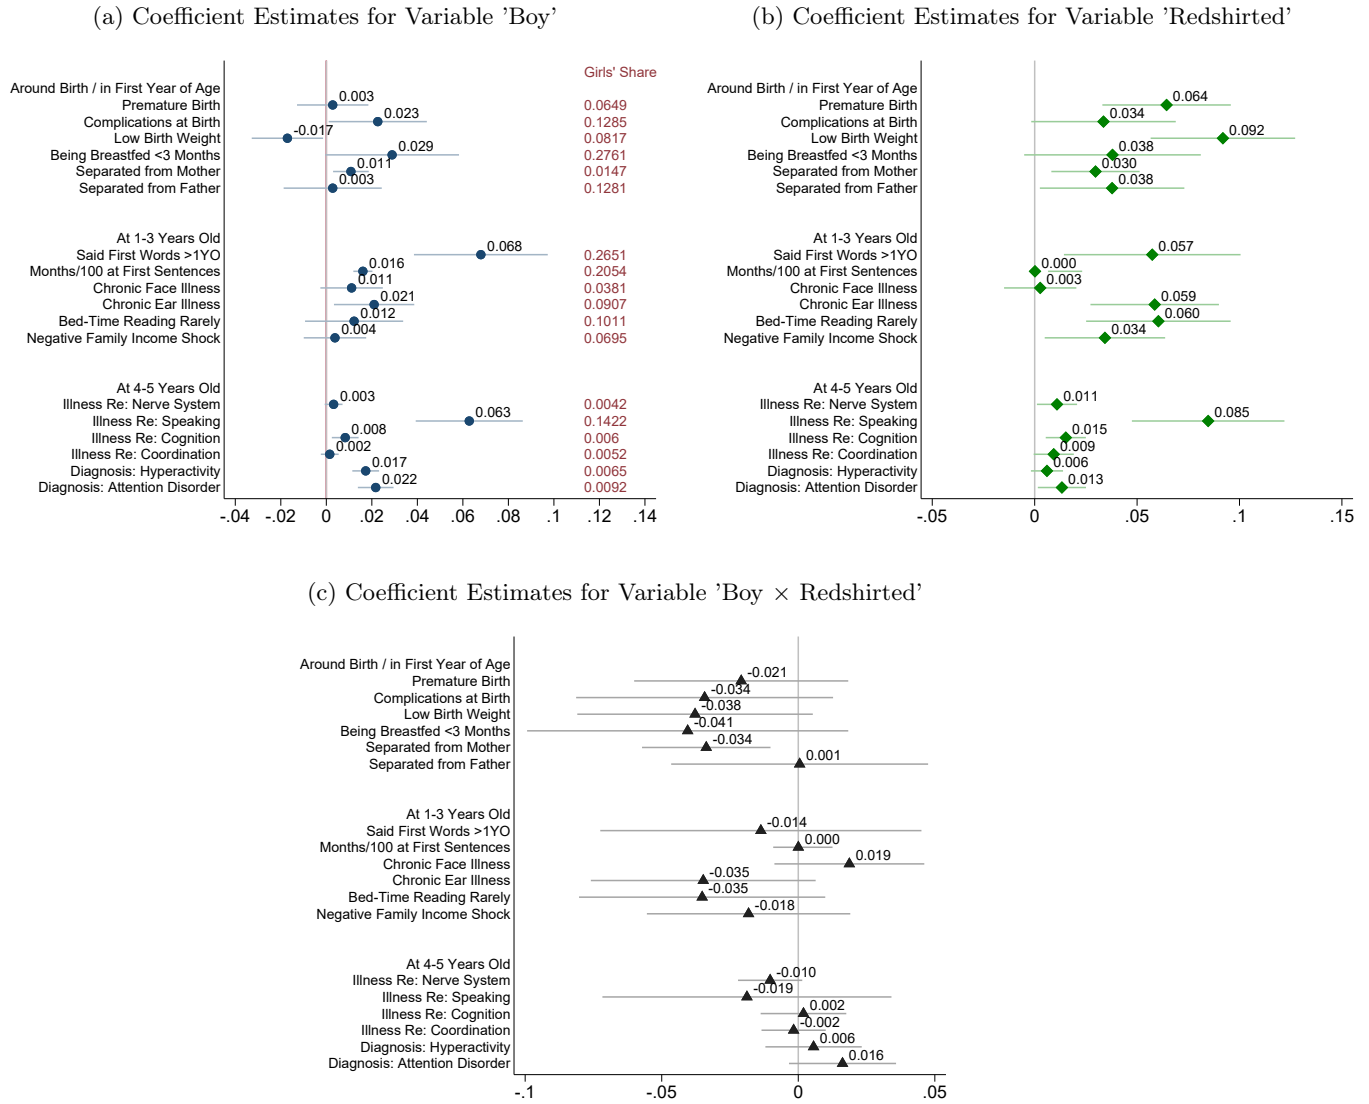 (a) Coefficient Estimates for Variable 'Boy'
Girls' Share
Around Birth / in First Year of Age
Premature Birth 0.003 0.0649
Complications at Birth 0.023 0.1285
Low Birth Weight -0.017 0.0817
Being Breastfed <3 Months 0.029 0.2761
Separated from Mother 0.011 0.0147
Separated from Father 0.003 0.1281
At 1-3 Years Old
Said First Words >1YO 0.068 0.2651
Months/100 at First Sentences 0.016 0.2054
Chronic Face Illness 0.011 0.0381
Chronic Ear Illness 0.021 0.0907
Bed-Time Reading Rarely 0.012 0.1011
Negative Family Income Shock 0.004 0.0695
At 4-5 Years Old
Illness Re: Nerve System 0.003 0.0042
Illness Re: Speaking 0.063 0.1422
Illness Re: Cognition 0.008 0.006
Illness Re: Coordination 0.002 0.0052
Diagnosis: Hyperactivity 0.017 0.0065
Diagnosis: Attention Disorder 0.022 0.0092
-.04 -.02 0 .02 .04 .06 .08 .1 .12 .14
(b) Coefficient Estimates for Variable 'Redshirted'
Around Birth / in First Year of Age
Premature Birth 0.064
Complications at Birth 0.034
Low Birth Weight 0.092
Being Breastfed <3 Months 0.038
Separated from Mother 0.030
Separated from Father 0.038
At 1-3 Years Old
Said First Words >1YO 0.057
Months/100 at First Sentences 0.000
Chronic Face Illness 0.003
Chronic Ear Illness 0.059
Bed-Time Reading Rarely 0.060
Negative Family Income Shock 0.034
At 4-5 Years Old
Illness Re: Nerve System 0.011
Illness Re: Speaking 0.085
Illness Re: Cognition 0.015
Illness Re: Coordination 0.009
Diagnosis: Hyperactivity 0.006
Diagnosis: Attention Disorder 0.013
-.05 0 .05 .1 .15
(c) Coefficient Estimates for Variable 'Boy × Redshirted'
Around Birth / in First Year of Age
Premature Birth -0.021
Complications at Birth -0.034
Low Birth Weight -0.038
Being Breastfed <3 Months -0.041
Separated from Mother -0.034
Separated from Father 0.001
At 1-3 Years Old
Said First Words >1YO -0.014
Months/100 at First Sentences 0.000
Chronic Face Illness 0.019
Chronic Ear Illness -0.035
Bed-Time Reading Rarely -0.035
Negative Family Income Shock -0.018
At 4-5 Years Old
Illness Re: Nerve System -0.010
Illness Re: Speaking -0.019
Illness Re: Cognition 0.002
Illness Re: Coordination -0.002
Diagnosis: Hyperactivity 0.006
Diagnosis: Attention Disorder 0.016
-.1 -.05 0 .05